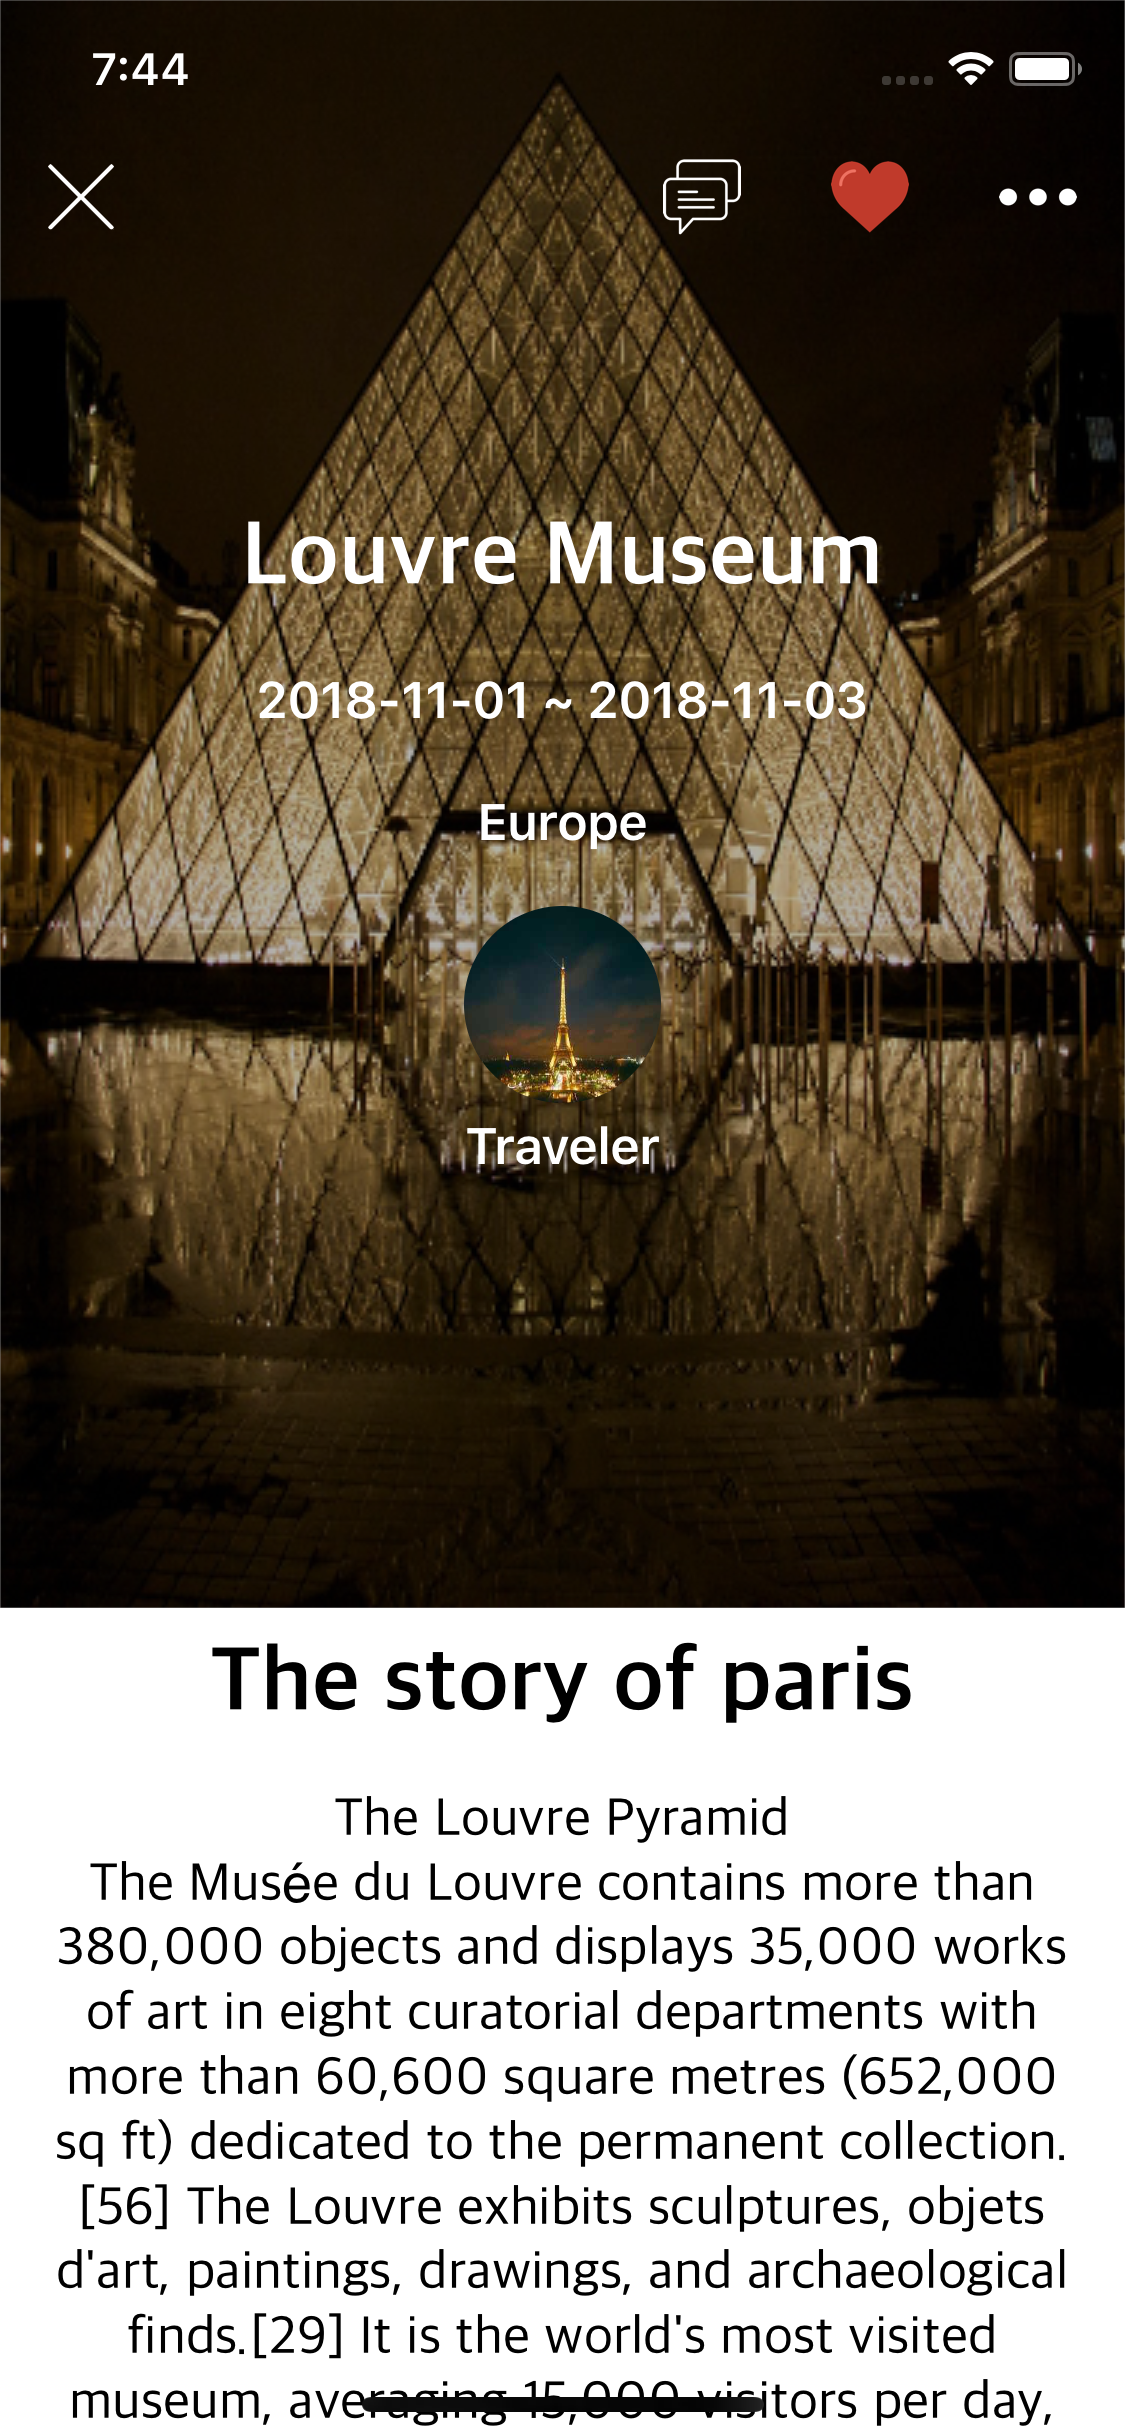 7:44
Louvre Museum
2018-11-01 ~ 2018-11-03
Europe
Traveler
The story of paris
The Louvre Pyramid
The Musée du Louvre contains more than
380,000 objects and displays 35,000 works
of art in eight curatorial departments with
more than 60,600 square metres (652,000
sq ft) dedicated to the permanent collection.
[56] The Louvre exhibits sculptures, objets
d'art, paintings, drawings, and archaeological
finds.[29] It is the world's most visited
museum, averaging 15,000 visitors per day,